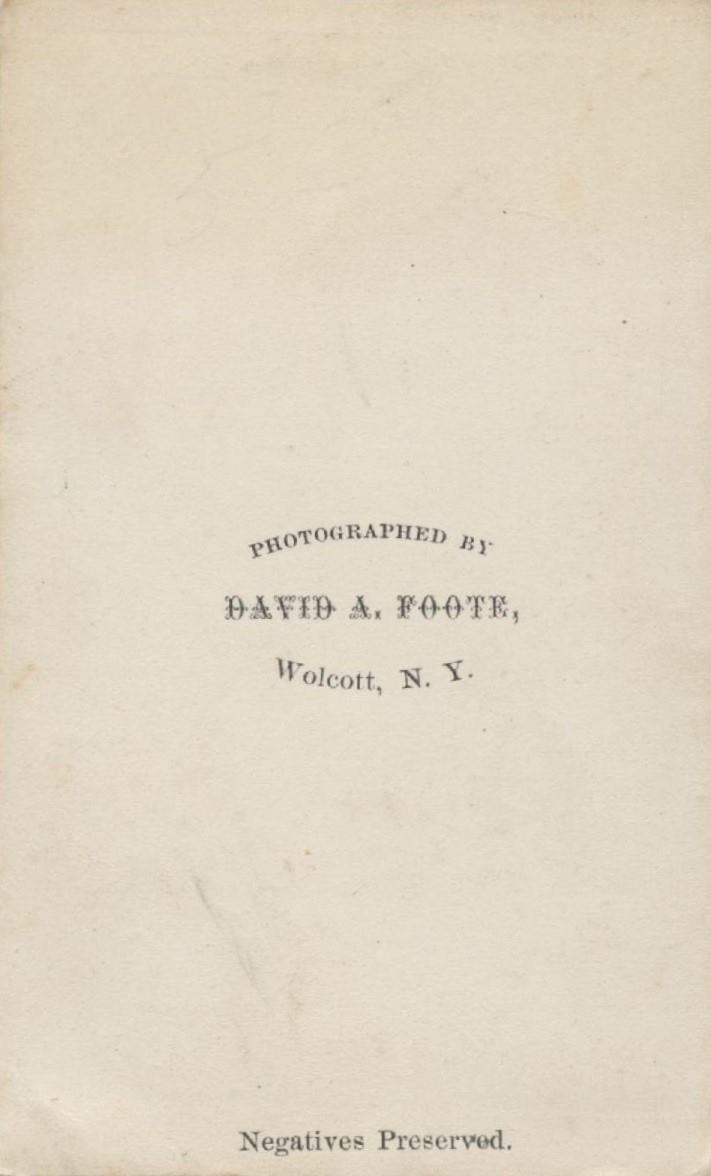 PHOTOGRAPHED BY
DAVID A. FOOTE,
Wolcott, N. Y.
Negatives Preserved.